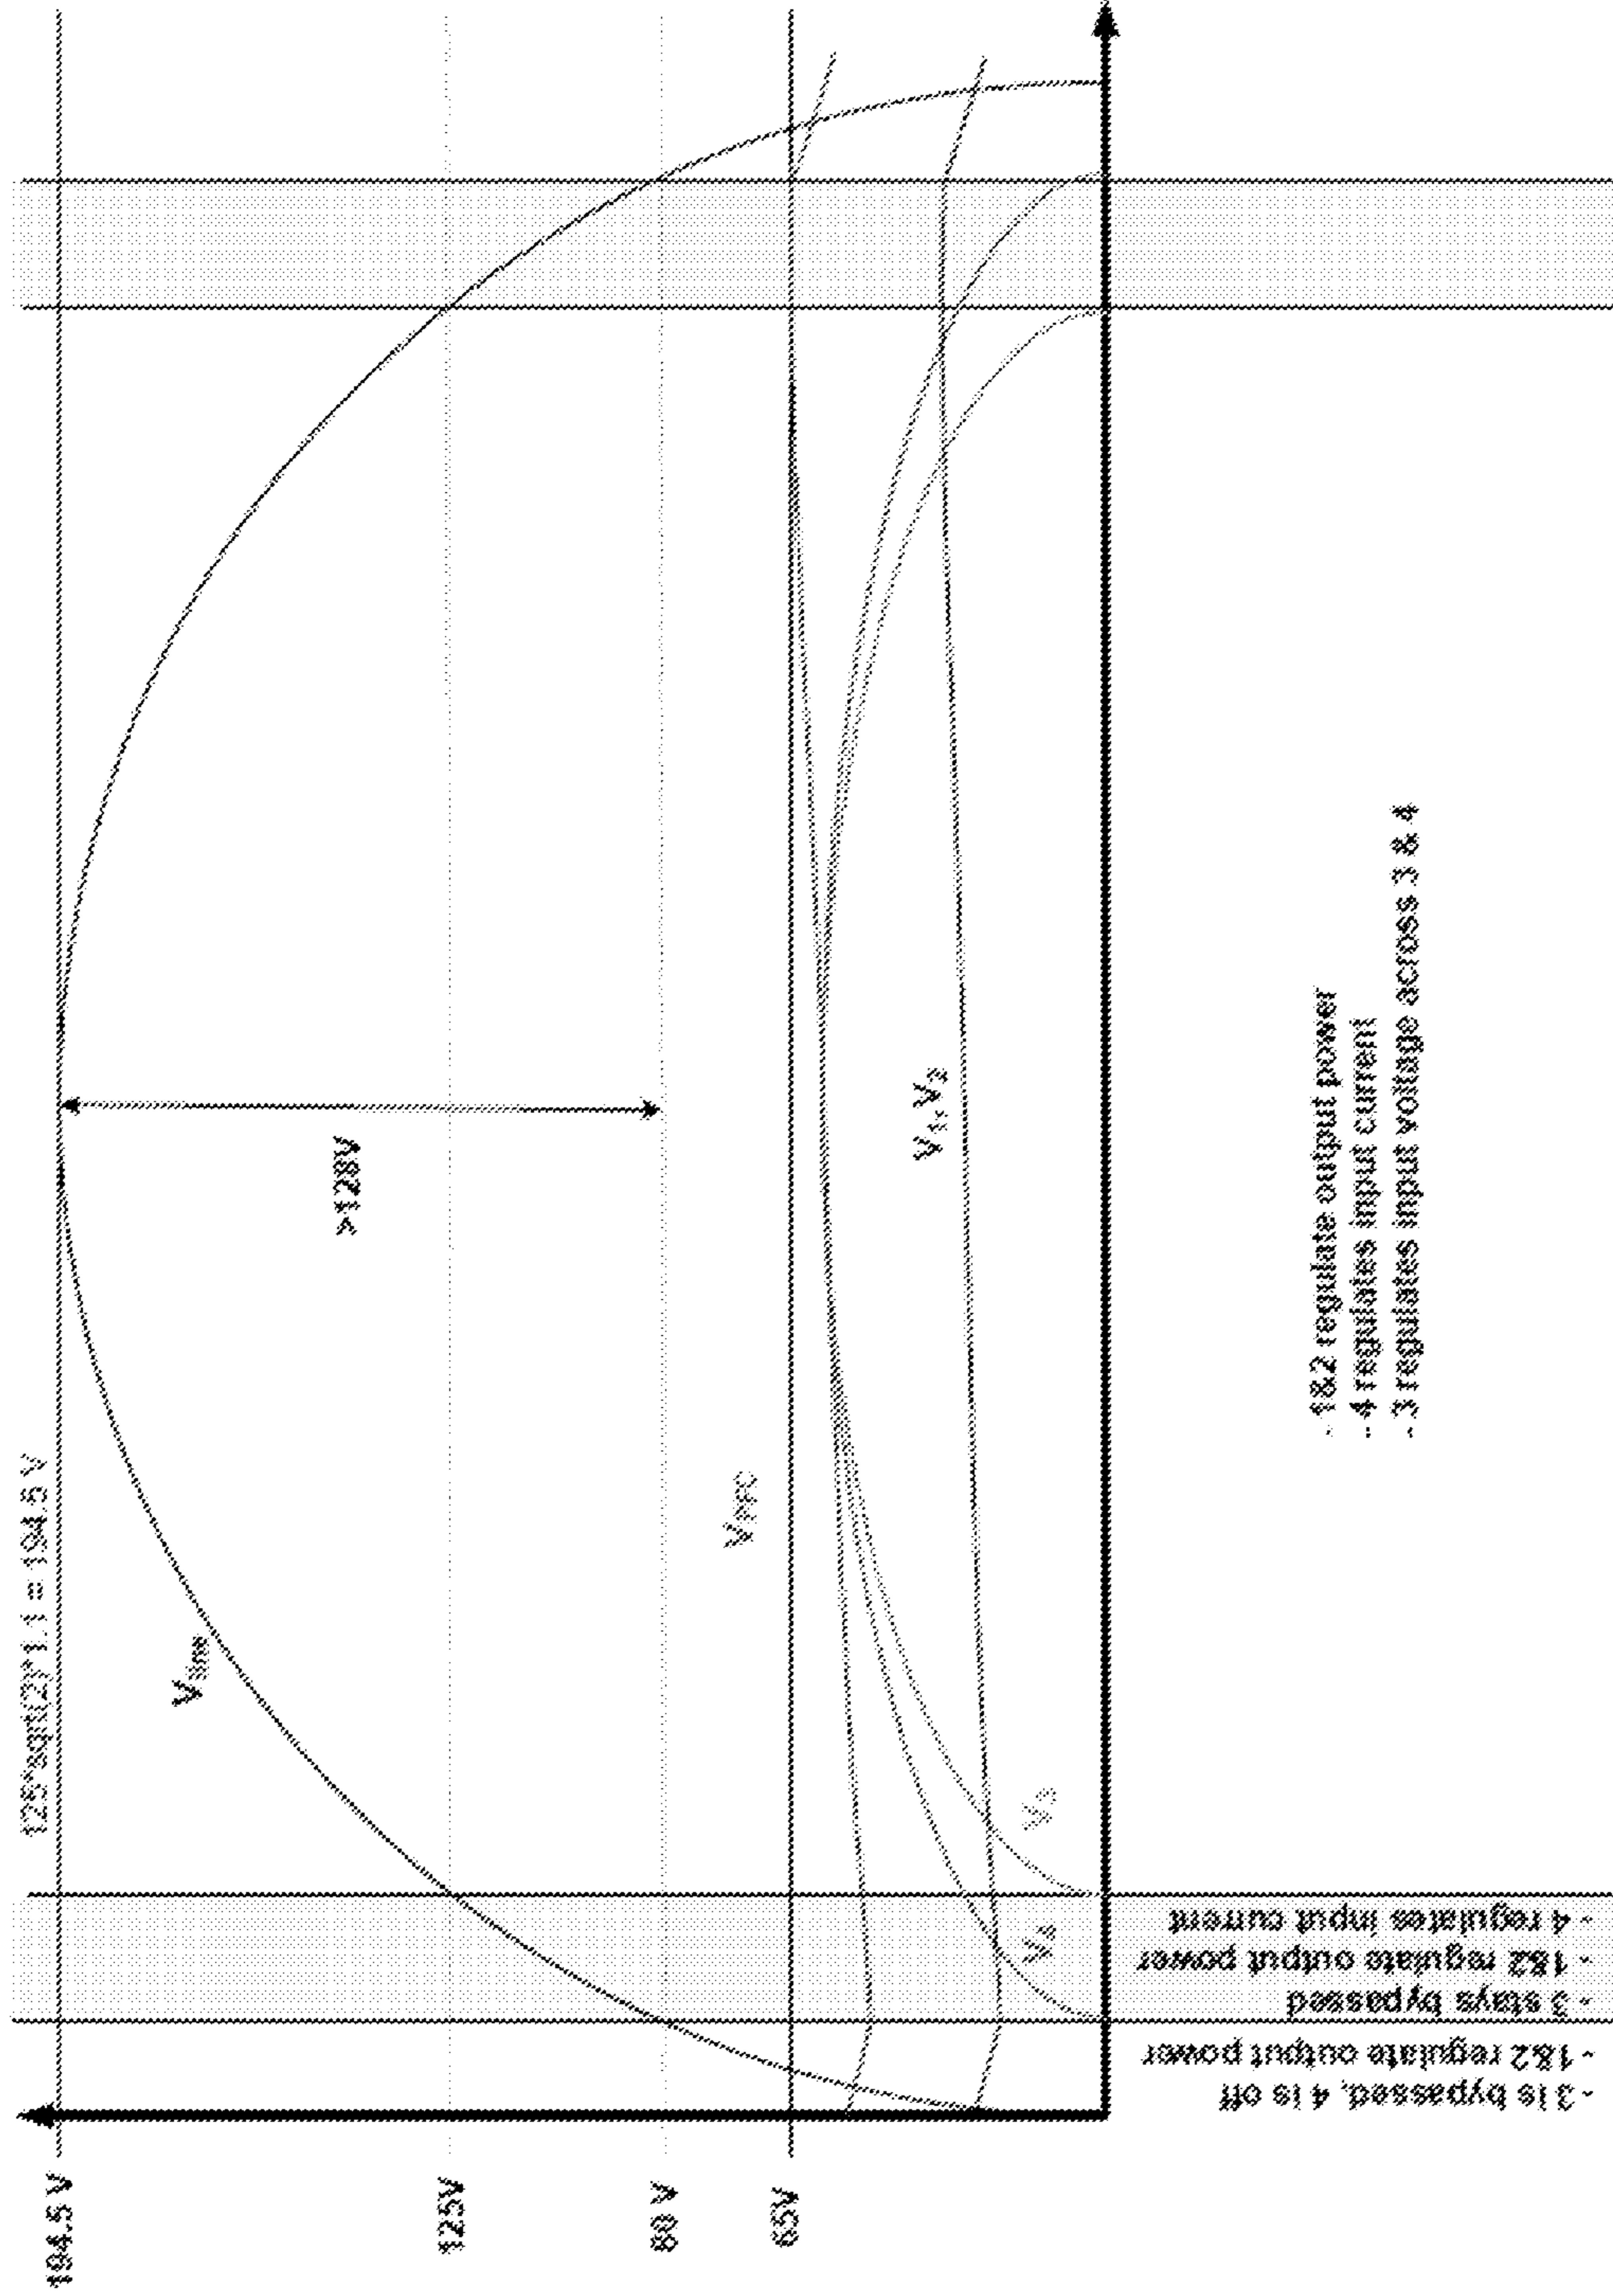 125*sqrt(2)*1.1 = 194.5 V
194.5 V
Vline
125V
>128V
80 V
VPFC
65V
V1, V2
V3
- 3 is bypassed, 4 is off
- 1&2 regulate output power
- 3 stays bypassed
- 1&2 regulate output power
- 4 regulates input current
- 1&2 regulate output power
- 4 regulates input current
- 3 regulates input voltage across 3 & 4